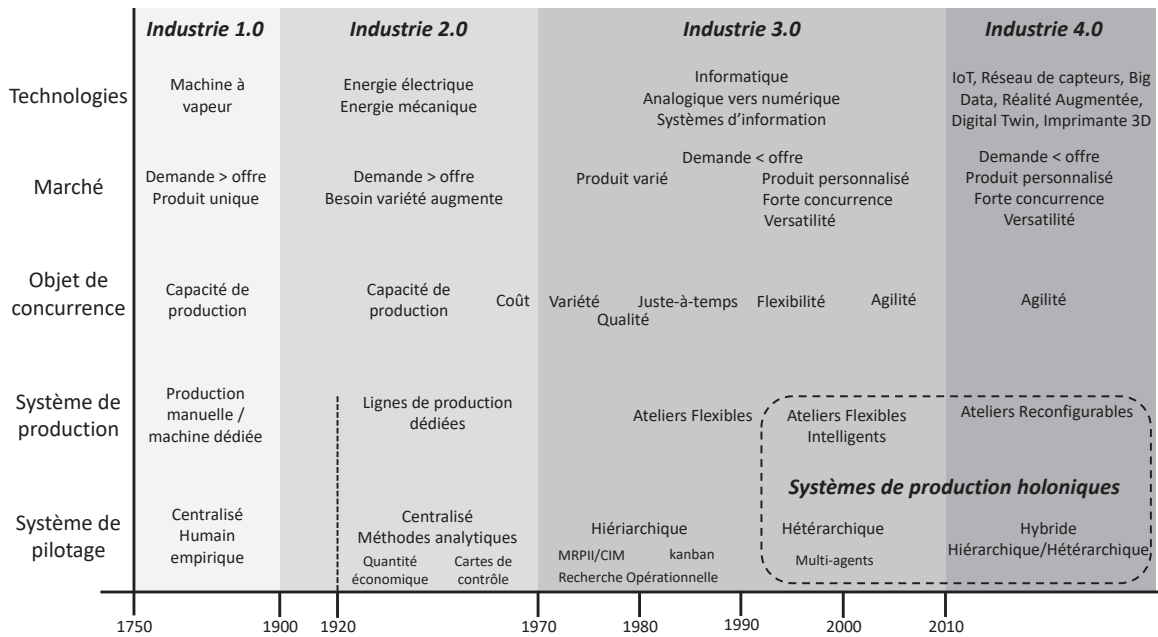 Industrie 1.0
Industrie 2.0
Industrie 3.0
Industrie 4.0
Technologies
Machine à
vapeur
Energie électrique
Energie mécanique
Informatique
Analogique vers numérique
Systèmes d'information
IoT, Réseau de capteurs, Big
Data, Réalité Augmentée,
Digital Twin, Imprimante 3D
Marché
Demande > offre
Produit unique
Demande > offre
Besoin variété augmente
Demande < offre
Produit varié
Produit personnalisé
Forte concurrence
Versatilité
Demande < offre
Produit personnalisé
Forte concurrence
Versatilité
Objet de
concurrence
Capacité de
production
Capacité de
production
Coût
Variété
Qualité
Juste-à-temps
Flexibilité
Agilité
Agilité
Système de
production
Production
manuelle /
machine dédiée
Lignes de production
dédiées
Ateliers Flexibles
Ateliers Flexibles
Intelligents
Ateliers Reconfigurables
Systèmes de production holoniques
Système de
pilotage
Centralisé
Humain
empirique
Centralisé
Méthodes analytiques
Quantité
économique
Cartes de
contrôle
Hiériarchique
MRPII/CIM
kanban
Recherche Opérationnelle
Hétérarchique
Multi-agents
Hybride
Hiérarchique/Hétérarchique
1750
1900
1920
1970
1980
1990
2000
2010